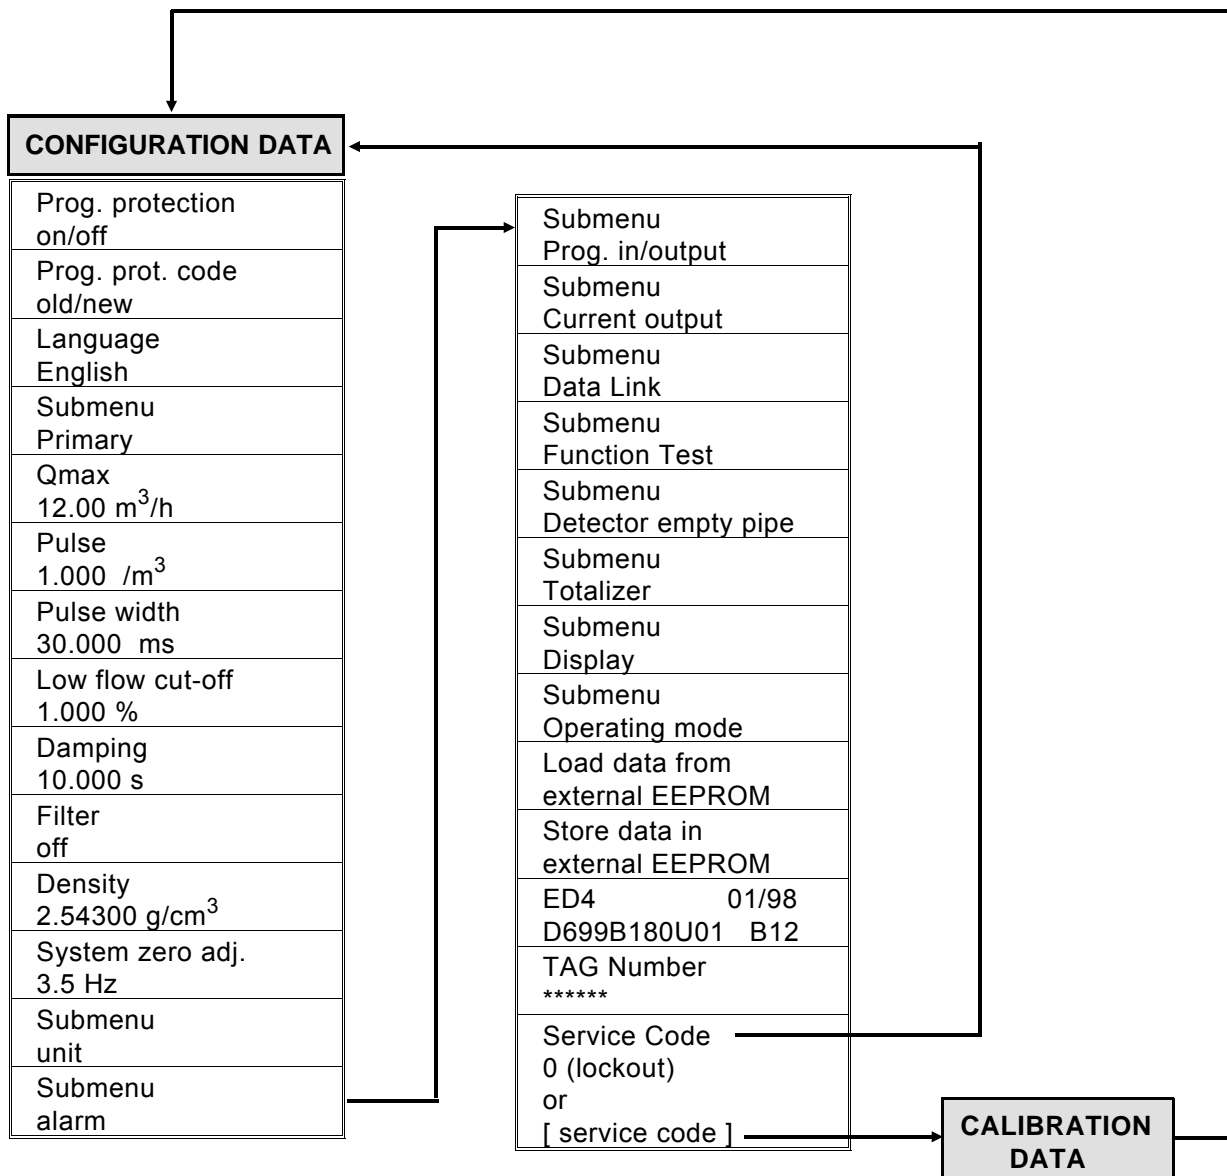 CONFIGURATION DATA
Prog. protection
on/off
Prog. prot. code
old/new
Language
English
Submenu
Primary
Qmax
12.00 m³/h
Pulse
1.000 /m³
Pulse width
30.000 ms
Low flow cut-off
1.000 %
Damping
10.000 s
Filter
off
Density
2.54300 g/cm³
System zero adj.
3.5 Hz
Submenu
unit
Submenu
alarm
Submenu
Prog. in/output
Submenu
Current output
Submenu
Data Link
Submenu
Function Test
Submenu
Detector empty pipe
Submenu
Totalizer
Submenu
Display
Submenu
Operating mode
Load data from
external EEPROM
Store data in
external EEPROM
ED4 01/98
D699B180U01 B12
TAG Number
******
Service Code
0 (lockout)
or
[ service code ]
CALIBRATION
DATA